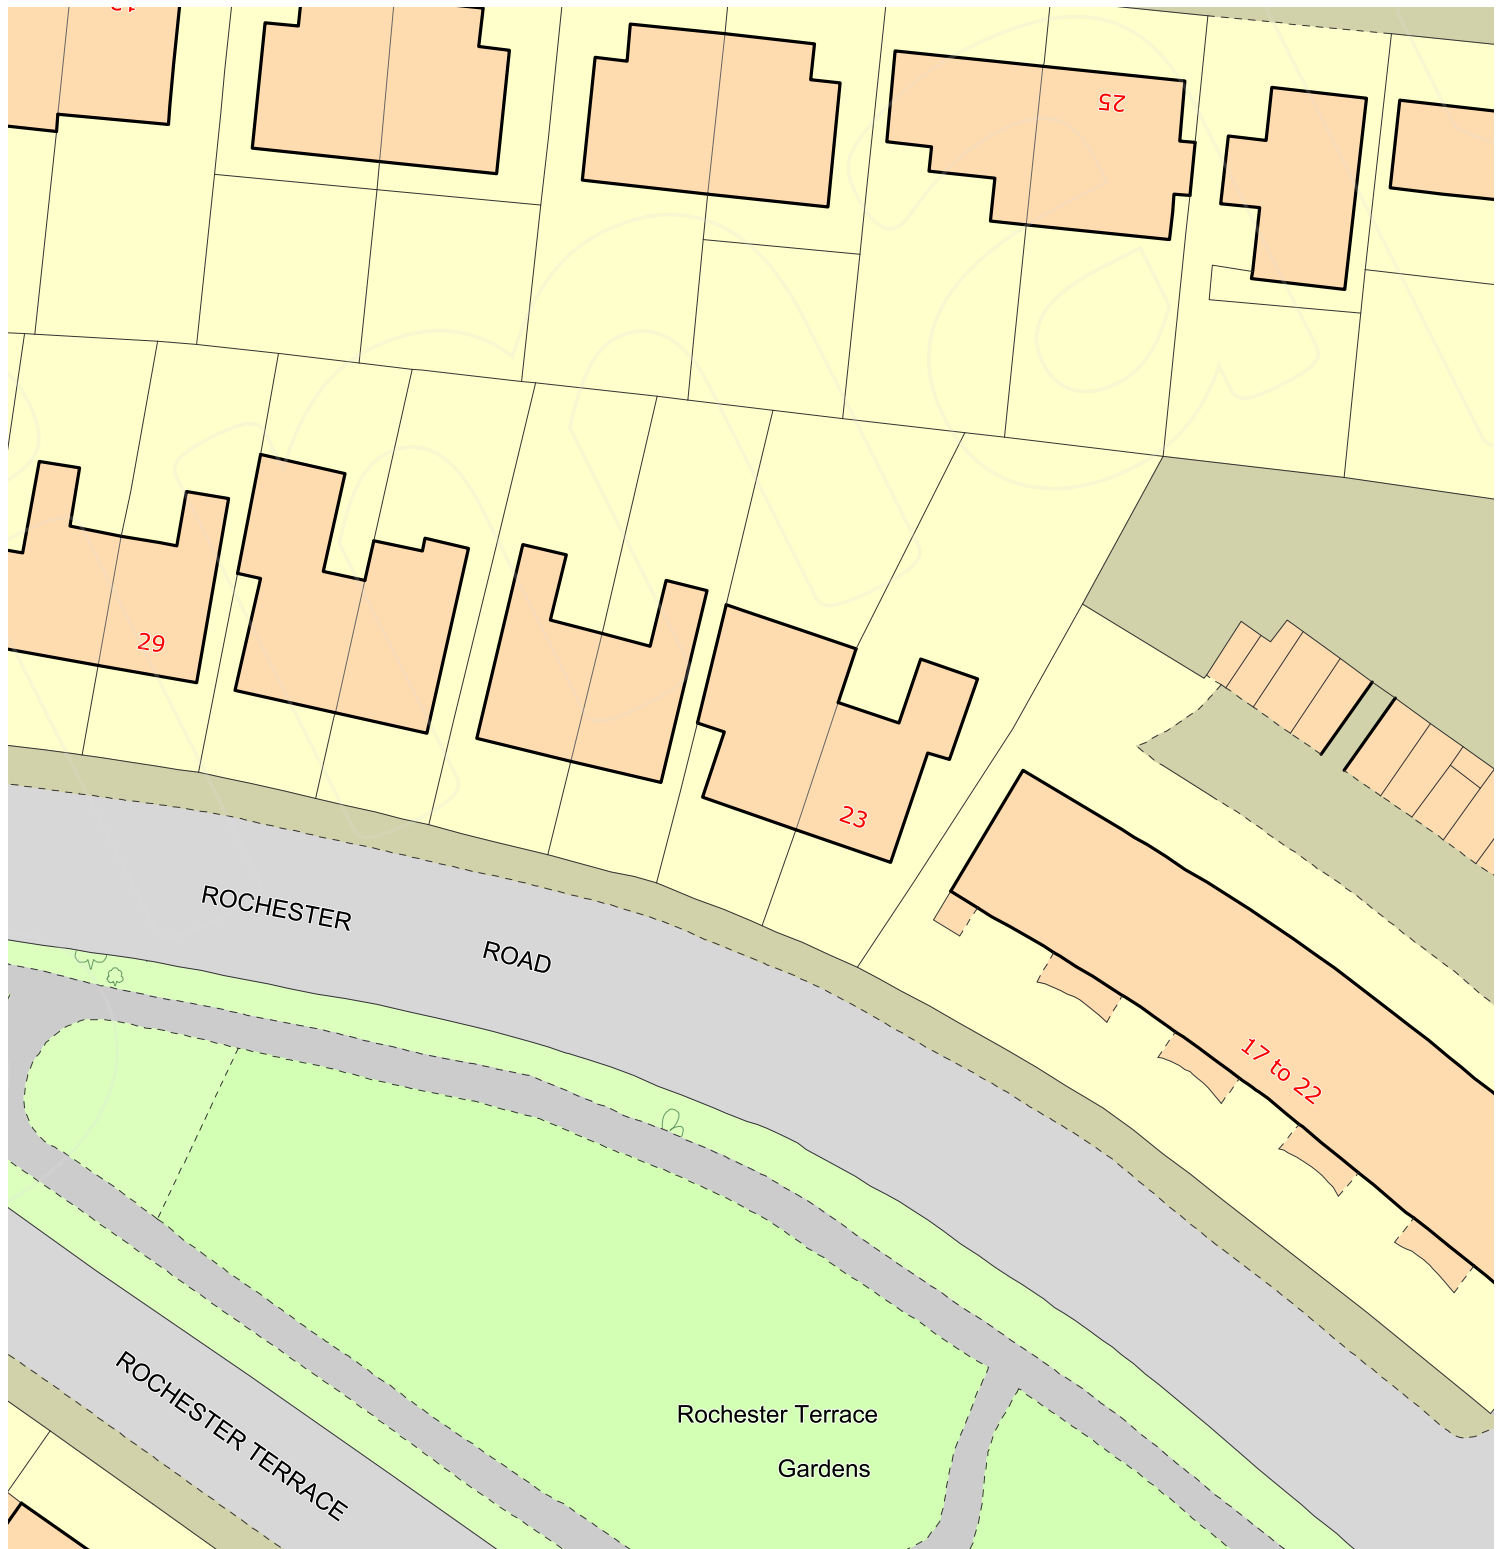 25
29
23
ROCHESTER
ROAD
17 to 22
ROCHESTER TERRACE
Rochester Terrace
Gardens